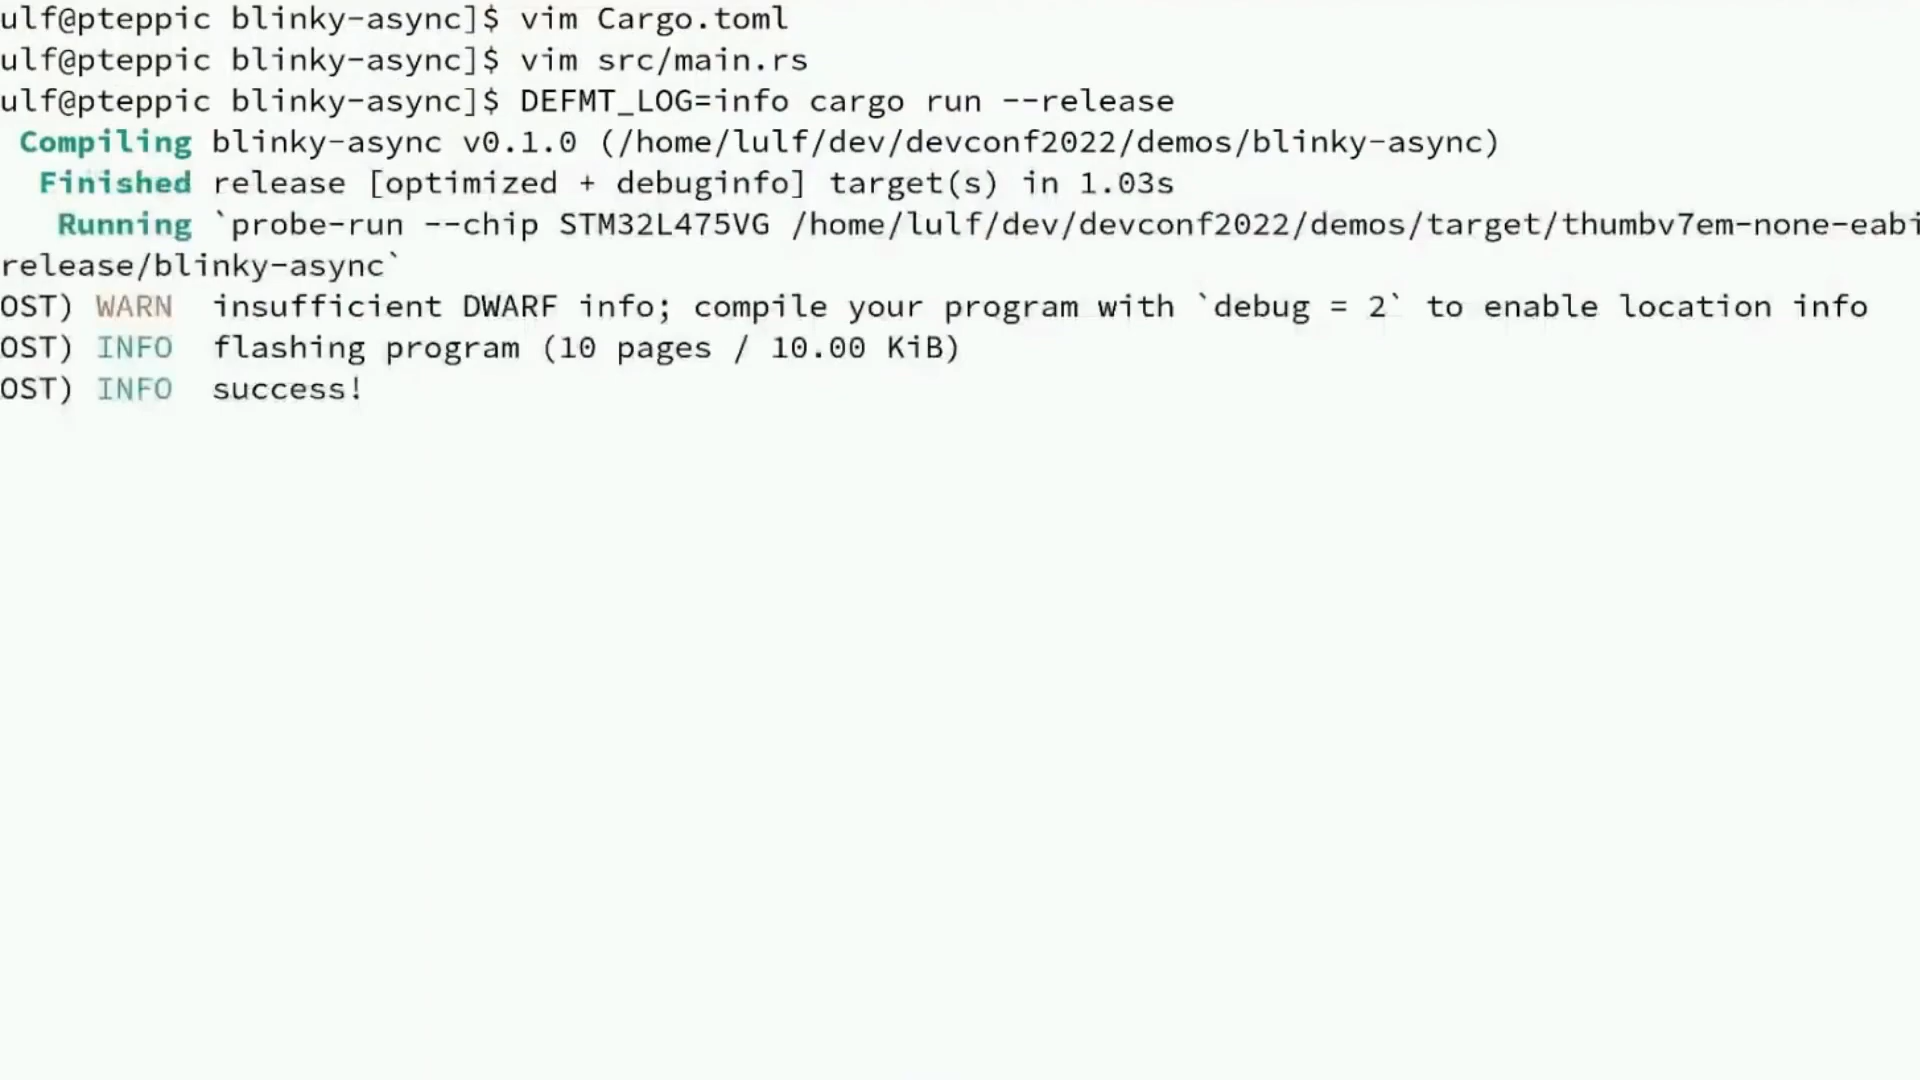 ulf@pteppic blinky-async]$ vim Cargo.toml
ulf@pteppic blinky-async]$ vim src/main.rs
ulf@pteppic blinky-async]$ DEFMT_LOG=info cargo run --release
Compiling blinky-async v0.1.0 (/home/lulf/dev/devconf2022/demos/blinky-async)
Finished release [optimized + debuginfo] target(s) in 1.03s
Running `probe-run --chip STM32L475VG /home/lulf/dev/devconf2022/demos/target/thumbv7em-none-eabi
release/blinky-async`
OST) WARN  insufficient DWARF info; compile your program with `debug = 2` to enable location info
OST) INFO  flashing program (10 pages / 10.00 KiB)
OST) INFO  success!